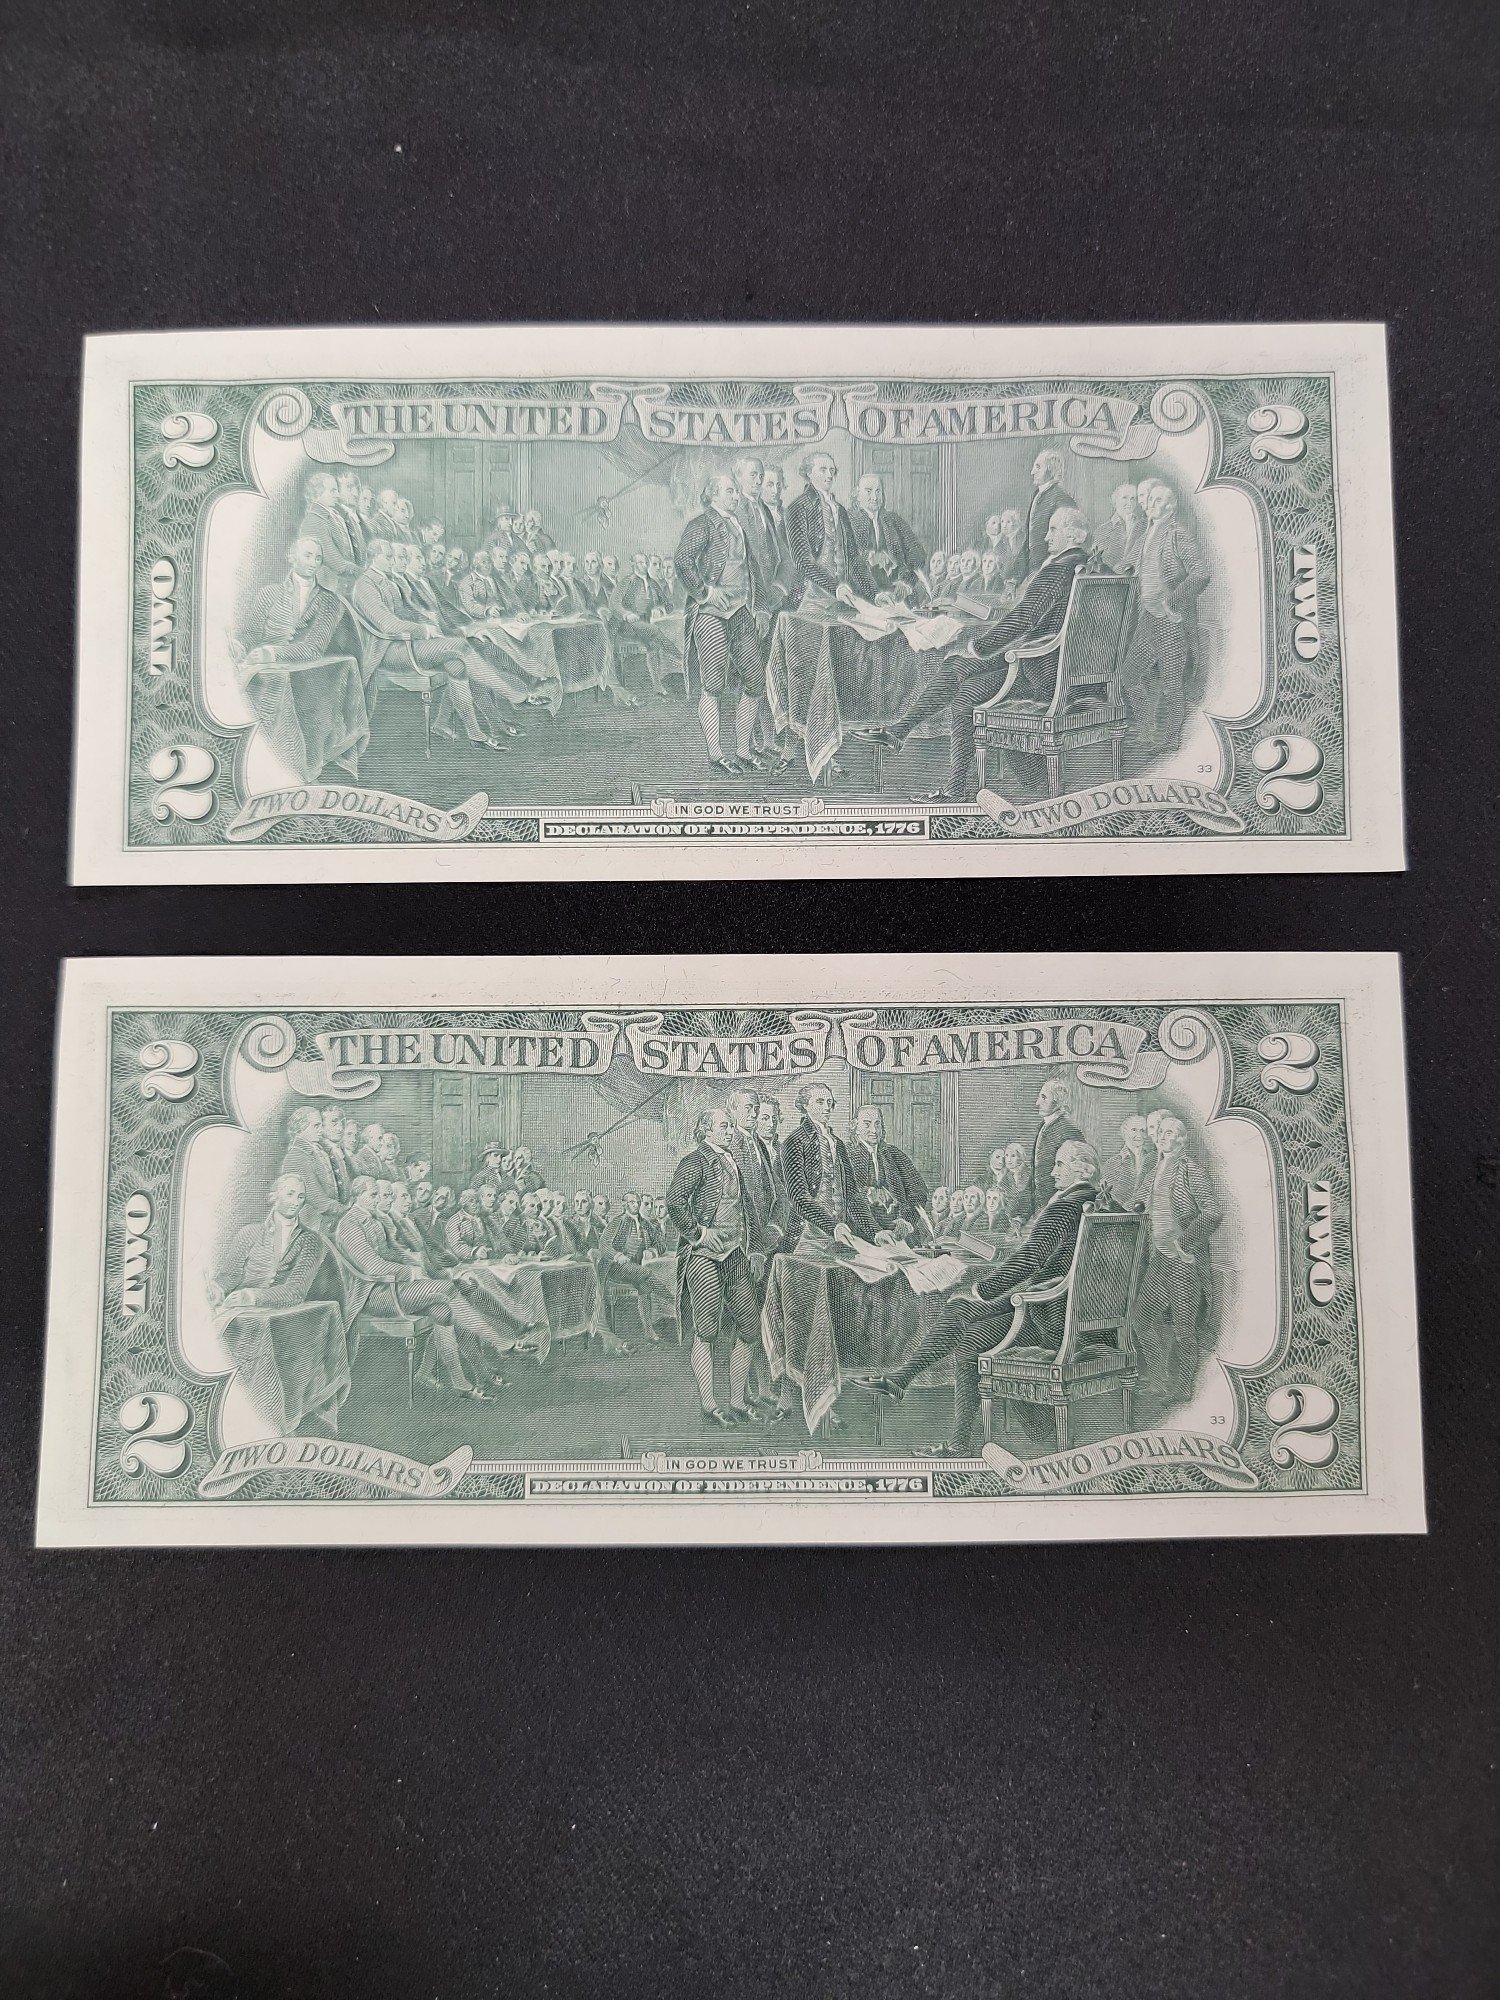 THE UNITED STATES OF AMERICA
2 2
TWO TWO
33
2 2
TWO DOLLARS IN GOD WE TRUST TWO DOLLARS
DECLARATION OF INDEPENDENCE, 1776
THE UNITED STATES OF AMERICA
2 2
TWO TWO
33
2 2
TWO DOLLARS IN GOD WE TRUST TWO DOLLARS
DECLARATION OF INDEPENDENCE, 1776